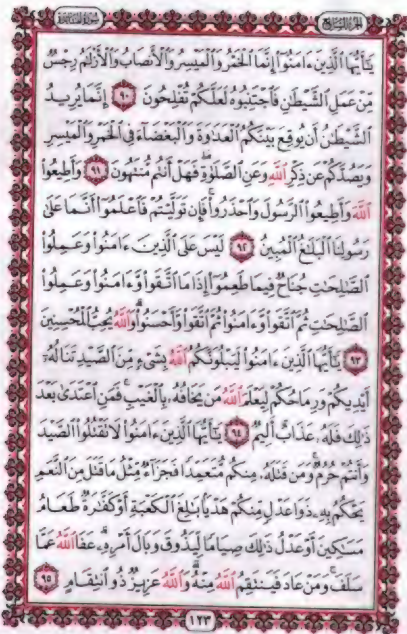 الجزء السابع
سورة المائدة
يَٰٓأَيُّهَا ٱلَّذِينَ ءَامَنُوٓا۟ إِنَّمَا ٱلْخَمْرُ وَٱلْمَيْسِرُ وَٱلْأَنصَابُ وَٱلْأَزْلَٰمُ رِجْسٌ
مِّنْ عَمَلِ ٱلشَّيْطَٰنِ فَٱجْتَنِبُوهُ لَعَلَّكُمْ تُفْلِحُونَ ٩٠ إِنَّمَا يُرِيدُ
ٱلشَّيْطَٰنُ أَن يُوقِعَ بَيْنَكُمُ ٱلْعَدَٰوَةَ وَٱلْبَغْضَآءَ فِى ٱلْخَمْرِ وَٱلْمَيْسِرِ
وَيَصُدَّكُمْ عَن ذِكْرِ ٱللَّهِ وَعَنِ ٱلصَّلَوٰةِ ۖ فَهَلْ أَنتُم مُّنتَهُونَ ٩١ وَأَطِيعُوا۟
ٱللَّهَ وَأَطِيعُوا۟ ٱلرَّسُولَ وَٱحْذَرُوا۟ ۚ فَإِن تَوَلَّيْتُمْ فَٱعْلَمُوٓا۟ أَنَّمَا عَلَىٰ
رَسُولِنَا ٱلْبَلَٰغُ ٱلْمُبِينُ ٩٢ لَيْسَ عَلَى ٱلَّذِينَ ءَامَنُوا۟ وَعَمِلُوا۟
ٱلصَّٰلِحَٰتِ جُنَاحٌ فِيمَا طَعِمُوٓا۟ إِذَا مَا ٱتَّقَوا۟ وَّءَامَنُوا۟ وَعَمِلُوا۟
ٱلصَّٰلِحَٰتِ ثُمَّ ٱتَّقَوا۟ وَّءَامَنُوا۟ ثُمَّ ٱتَّقَوا۟ وَّأَحْسَنُوا۟ ۗ وَٱللَّهُ يُحِبُّ ٱلْمُحْسِنِينَ
٩٣ يَٰٓأَيُّهَا ٱلَّذِينَ ءَامَنُوا۟ لَيَبْلُوَنَّكُمُ ٱللَّهُ بِشَىْءٍ مِّنَ ٱلصَّيْدِ تَنَالُهُۥٓ
أَيْدِيكُمْ وَرِمَاحُكُمْ لِيَعْلَمَ ٱللَّهُ مَن يَخَافُهُۥ بِٱلْغَيْبِ ۚ فَمَنِ ٱعْتَدَىٰ بَعْدَ
ذَٰلِكَ فَلَهُۥ عَذَابٌ أَلِيمٌ ٩٤ يَٰٓأَيُّهَا ٱلَّذِينَ ءَامَنُوا۟ لَا تَقْتُلُوا۟ ٱلصَّيْدَ
وَأَنتُمْ حُرُمٌ ۚ وَمَن قَتَلَهُۥ مِنكُم مُّتَعَمِّدًا فَجَزَآءٌ مِّثْلُ مَا قَتَلَ مِنَ ٱلنَّعَمِ
يَحْكُمُ بِهِۦ ذَوَا عَدْلٍ مِّنكُمْ هَدْيًۢا بَٰلِغَ ٱلْكَعْبَةِ أَوْ كَفَّٰرَةٌ طَعَامُ
مَسَٰكِينَ أَوْ عَدْلُ ذَٰلِكَ صِيَامًا لِّيَذُوقَ وَبَالَ أَمْرِهِۦ ۗ عَفَا ٱللَّهُ عَمَّا
سَلَفَ ۚ وَمَنْ عَادَ فَيَنتَقِمُ ٱللَّهُ مِنْهُ ۗ وَٱللَّهُ عَزِيزٌ ذُو ٱنتِقَامٍ ٩٥
١٢٣